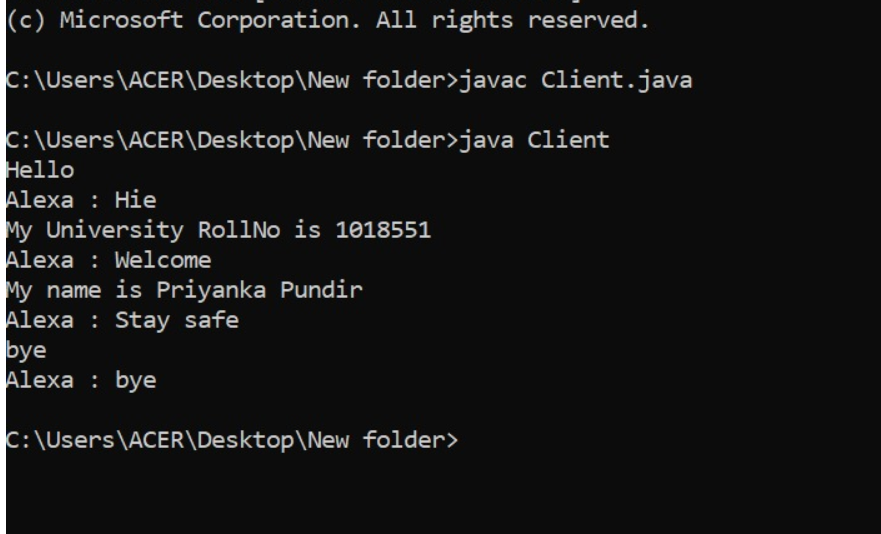 (c) Microsoft Corporation. All rights reserved.
C:\Users\ACER\Desktop\New folder>javac Client.java
C:\Users\ACER\Desktop\New folder>java Client
Hello
Alexa : Hie
My University RollNo is 1018551
Alexa : Welcome
My name is Priyanka Pundir
Alexa : Stay safe
bye
Alexa : bye
C:\Users\ACER\Desktop\New folder>